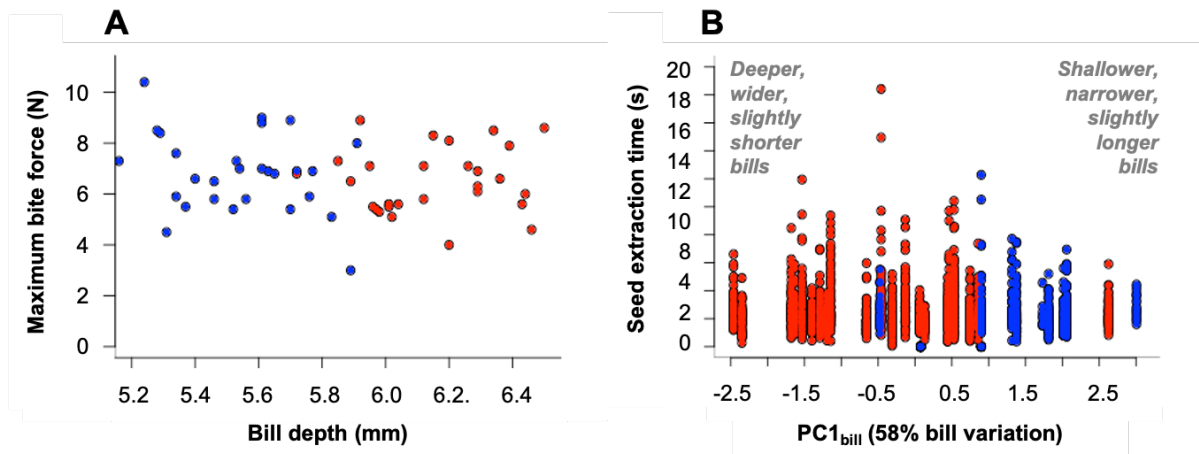 A
Maximum bite force (N)
10
8
6
4
2
0
5.2 5.4 5.6 5.8 6.0 6.2. 6.4
Bill depth (mm)
B
Seed extraction time (s)
20
18
16
14
12
10
8
6
4
2
0
Deeper,
wider,
slightly
shorter
bills
Shallower,
narrower,
slightly
longer
bills
-2.5 -1.5 -0.5 0.5 1.5 2.5
PC1bill (58% bill variation)